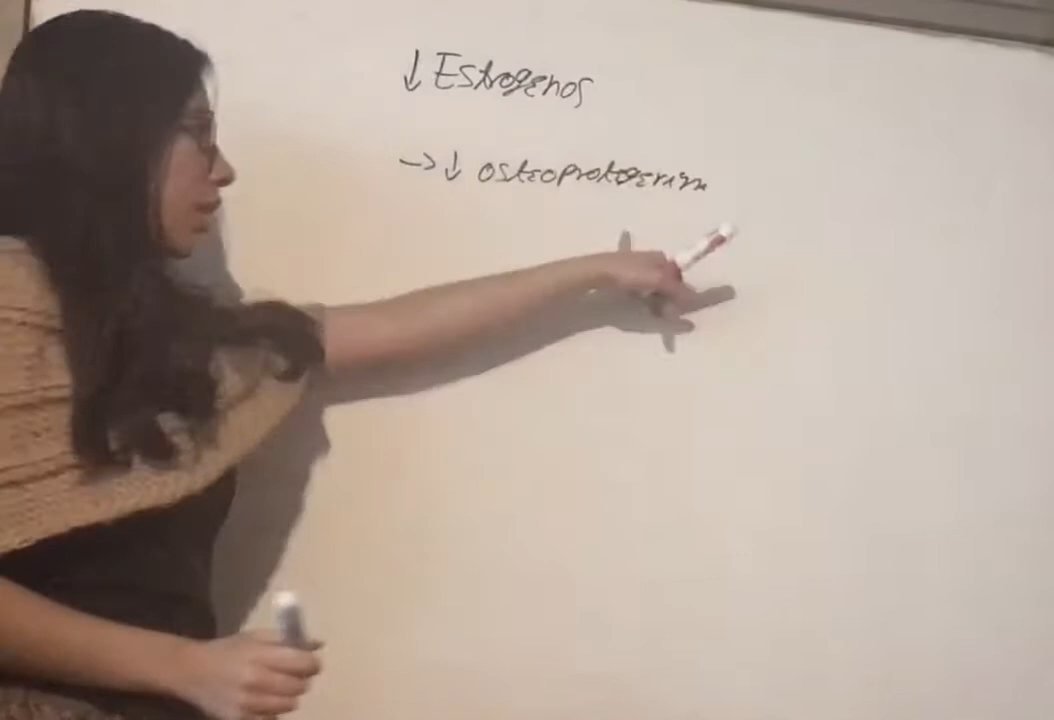 ↓ Estrogenos
→ ↓ osteoprotegerina